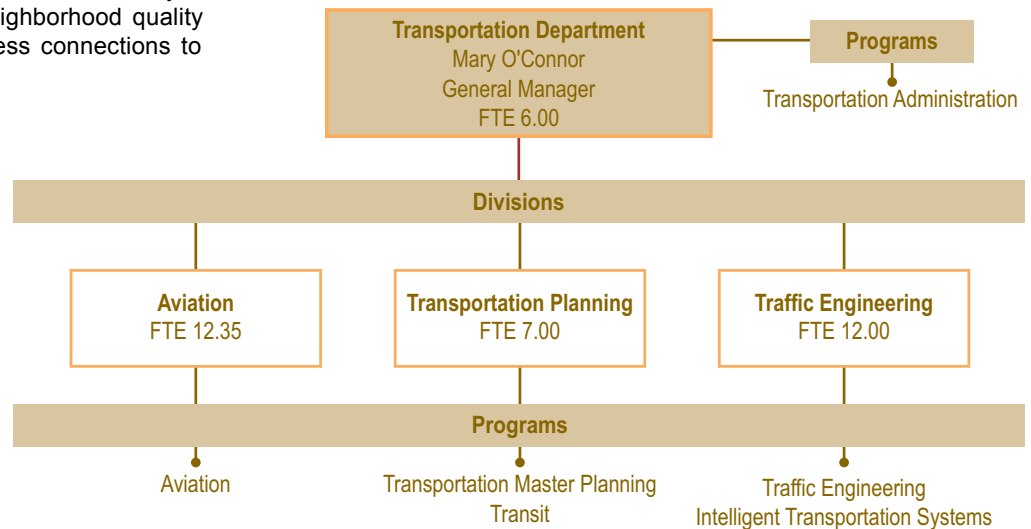 ighborhood quality
ess connections to
Transportation Department
Mary O'Connor
General Manager
FTE 6.00
Programs
Transportation Administration
Divisions
Aviation
FTE 12.35
Transportation Planning
FTE 7.00
Traffic Engineering
FTE 12.00
Programs
Aviation
Transportation Master Planning
Transit
Traffic Engineering
Intelligent Transportation Systems